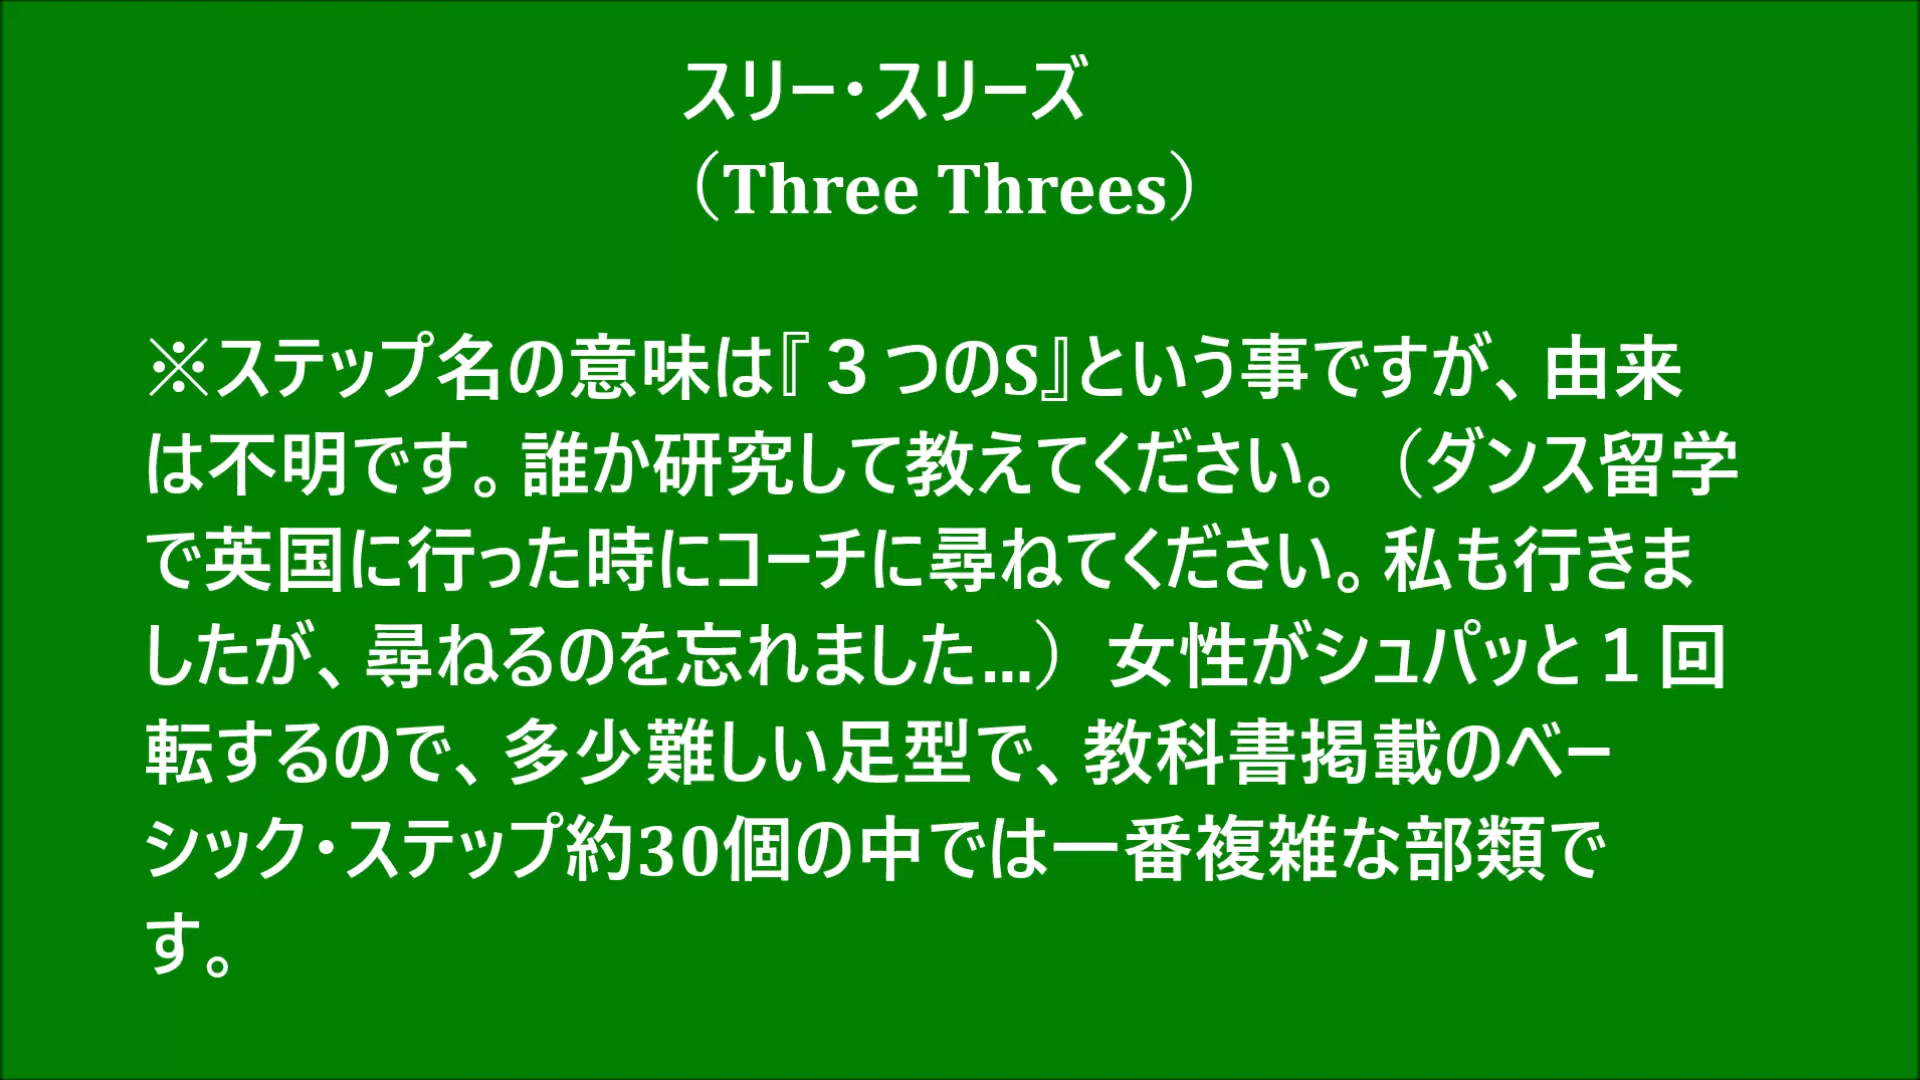 スリー・スリーズ
（Three Threes）
※ステップ名の意味は『３つのS』という事ですが、由来
は不明です。誰か研究して教えてください。（ダンス留学
で英国に行った時にコーチに尋ねてください。私も行きま
したが、尋ねるのを忘れました...）女性がシュパッと１回
転するので、多少難しい足型で、教科書掲載のベー
シック・ステップ約30個の中では一番複雑な部類で
す。